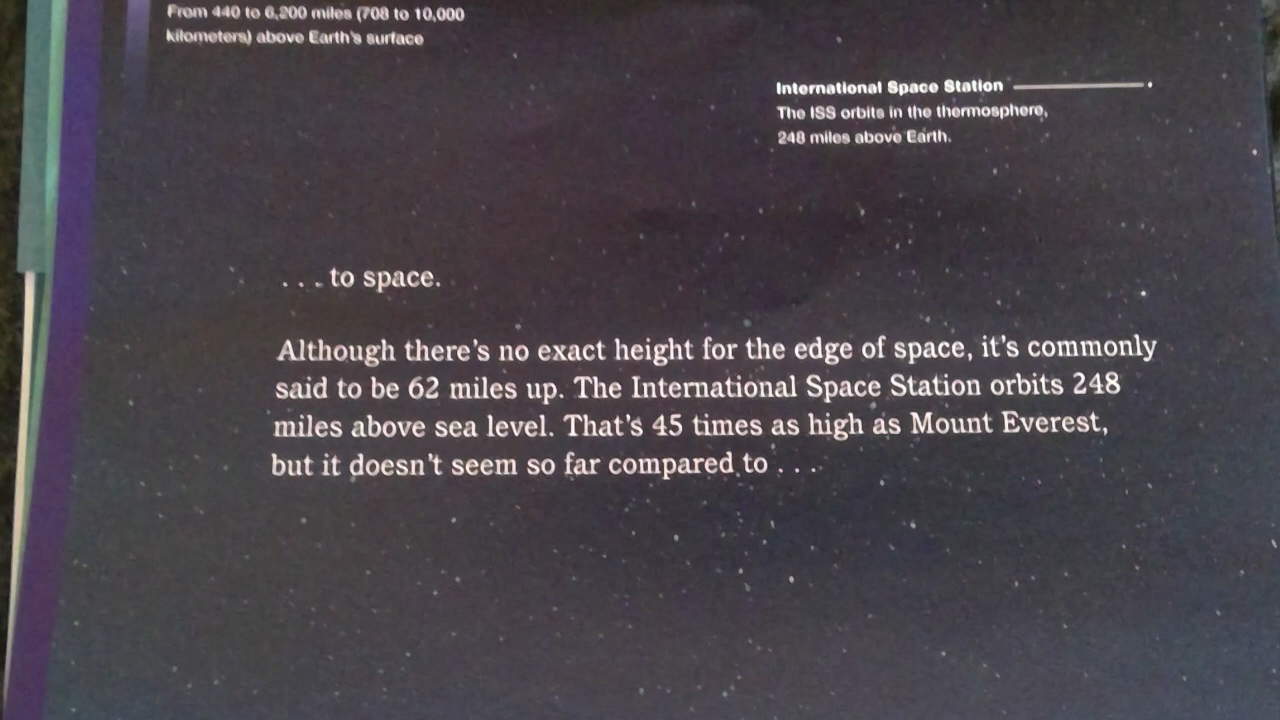 From 440 to 6,200 miles (708 to 10,000
kilometers) above Earth's surface
International Space Station
The ISS orbits in the thermosphere,
248 miles above Earth.
. . . to space.
Although there's no exact height for the edge of space, it's commonly
said to be 62 miles up. The International Space Station orbits 248
miles above sea level. That's 45 times as high as Mount Everest,
but it doesn't seem so far compared to . . .